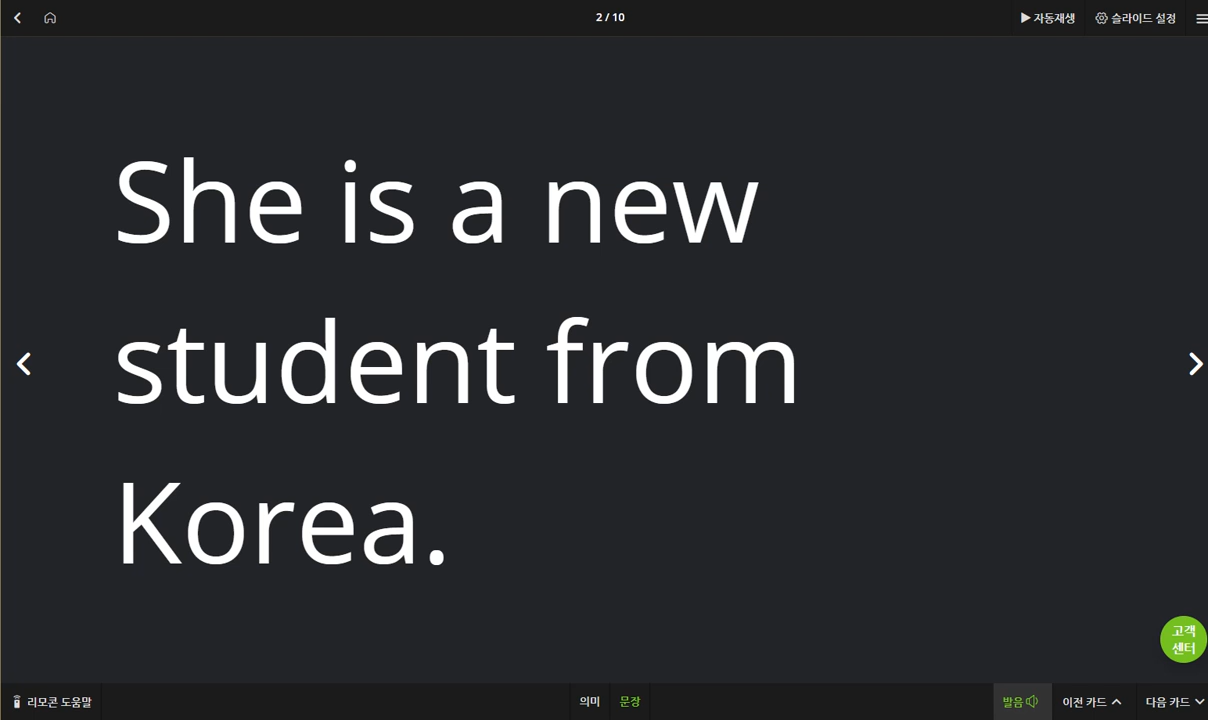 2 / 10
자동재생
슬라이드 설정
She is a new
student from
Korea.
고객
센터
리모콘 도움말
의미
문장
발음
이전 카드
다음 카드